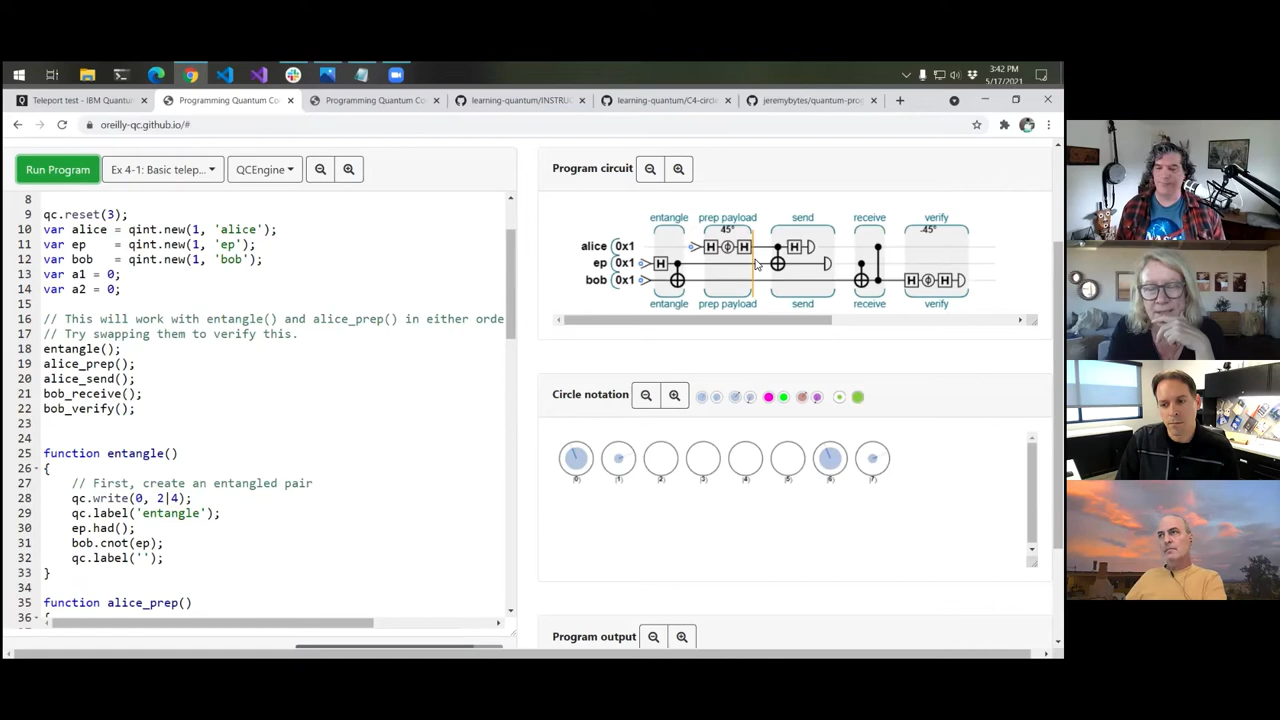 3:42 PM
5/17/2021
Teleport test - IBM Quantum
Programming Quantum Co
Programming Quantum Co
learning-quantum/INSTRUC
learning-quantum/C4-circ
jeremybytes/quantum-prog
oreilly-qc.github.io/#
Run Program
Ex 4-1: Basic telep...
QCEngine
8
9 qc.reset(3);
10 var alice = qint.new(1, 'alice');
11 var ep = qint.new(1, 'ep');
12 var bob = qint.new(1, 'bob');
13 var a1 = 0;
14 var a2 = 0;
15
16 // This will work with entangle() and alice_prep() in either orde
17 // Try swapping them to verify this.
18 entangle();
19 alice_prep();
20 alice_send();
21 bob_receive();
22 bob_verify();
23
24
25 function entangle()
26 {
27 // First, create an entangled pair
28 qc.write(0, 2|4);
29 qc.label('entangle');
30 ep.had();
31 bob.cnot(ep);
32 qc.label('');
33 }
34
35 function alice_prep()
36 {
Program circuit
entangle prep payload send receive verify
45° -45°
alice 0x1 H H H
ep 0x1 H
bob 0x1 H H
entangle prep payload send receive verify
Circle notation
|0⟩ |1⟩ |2⟩ |3⟩ |4⟩ |5⟩ |6⟩ |7⟩
Program output